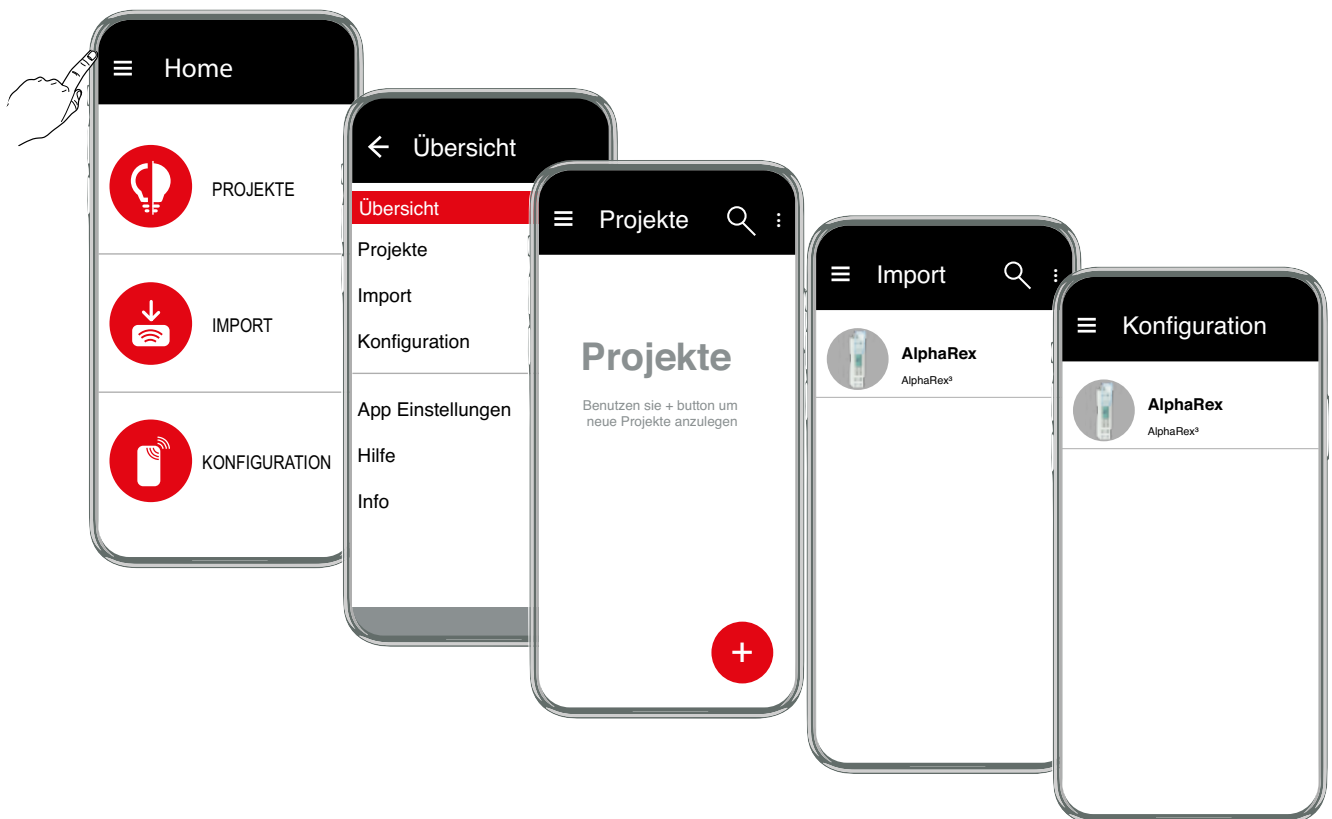 Home
PROJEKTE
IMPORT
KONFIGURATION
Übersicht
Übersicht
Projekte
Import
Konfiguration
App Einstellungen
Hilfe
Info
Projekte
Projekte
Benutzen sie + button um
neue Projekte anzulegen
+
Import
AlphaRex
AlphaRex³
Konfiguration
AlphaRex
AlphaRex³